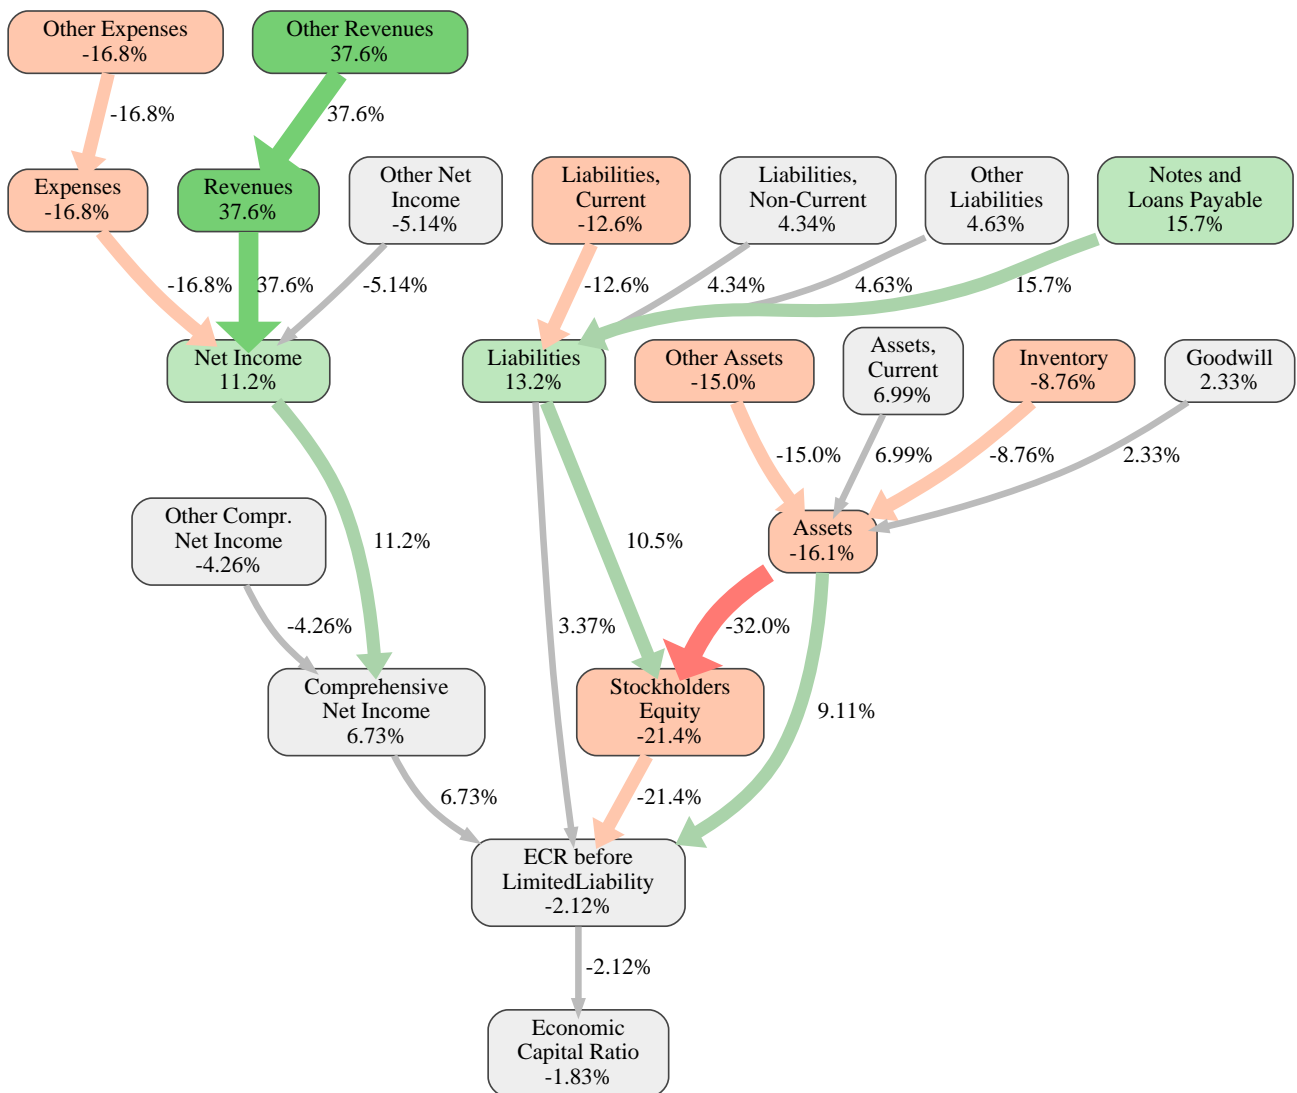 Other Expenses
-16.8%
Other Revenues
37.6%
-16.8%
37.6%
Expenses
-16.8%
Revenues
37.6%
Other Net
Income
-5.14%
Liabilities,
Current
-12.6%
Liabilities,
Non-Current
4.34%
Other
Liabilities
4.63%
Notes and
Loans Payable
15.7%
-16.8%
37.6%
-5.14%
-12.6%
4.34%
4.63%
15.7%
Net Income
11.2%
Liabilities
13.2%
Other Assets
-15.0%
Assets,
Current
6.99%
Inventory
-8.76%
Goodwill
2.33%
-15.0%
6.99%
-8.76%
2.33%
Other Compr.
Net Income
-4.26%
11.2%
10.5%
Assets
-16.1%
-4.26%
3.37%
-32.0%
Comprehensive
Net Income
6.73%
Stockholders
Equity
-21.4%
9.11%
6.73%
-21.4%
ECR before
LimitedLiability
-2.12%
-2.12%
Economic
Capital Ratio
-1.83%